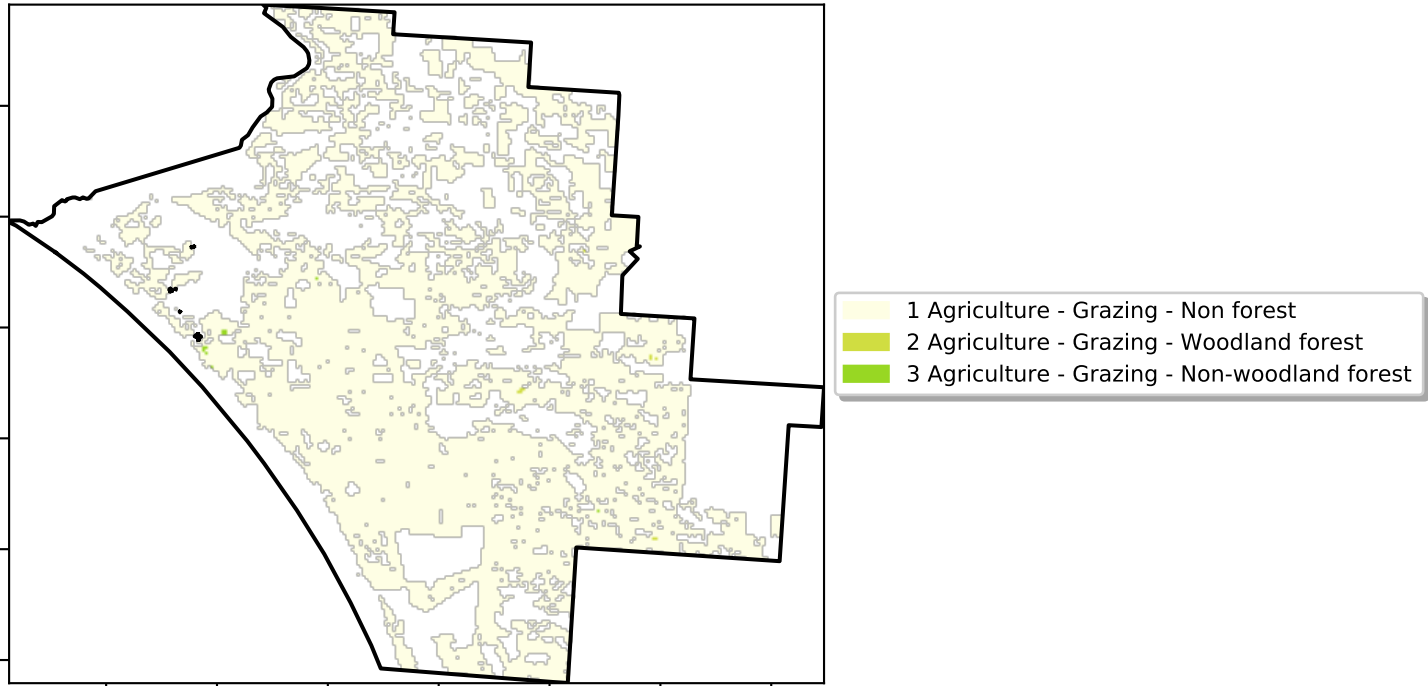 1 Agriculture - Grazing - Non forest
2 Agriculture - Grazing - Woodland forest
3 Agriculture - Grazing - Non-woodland forest